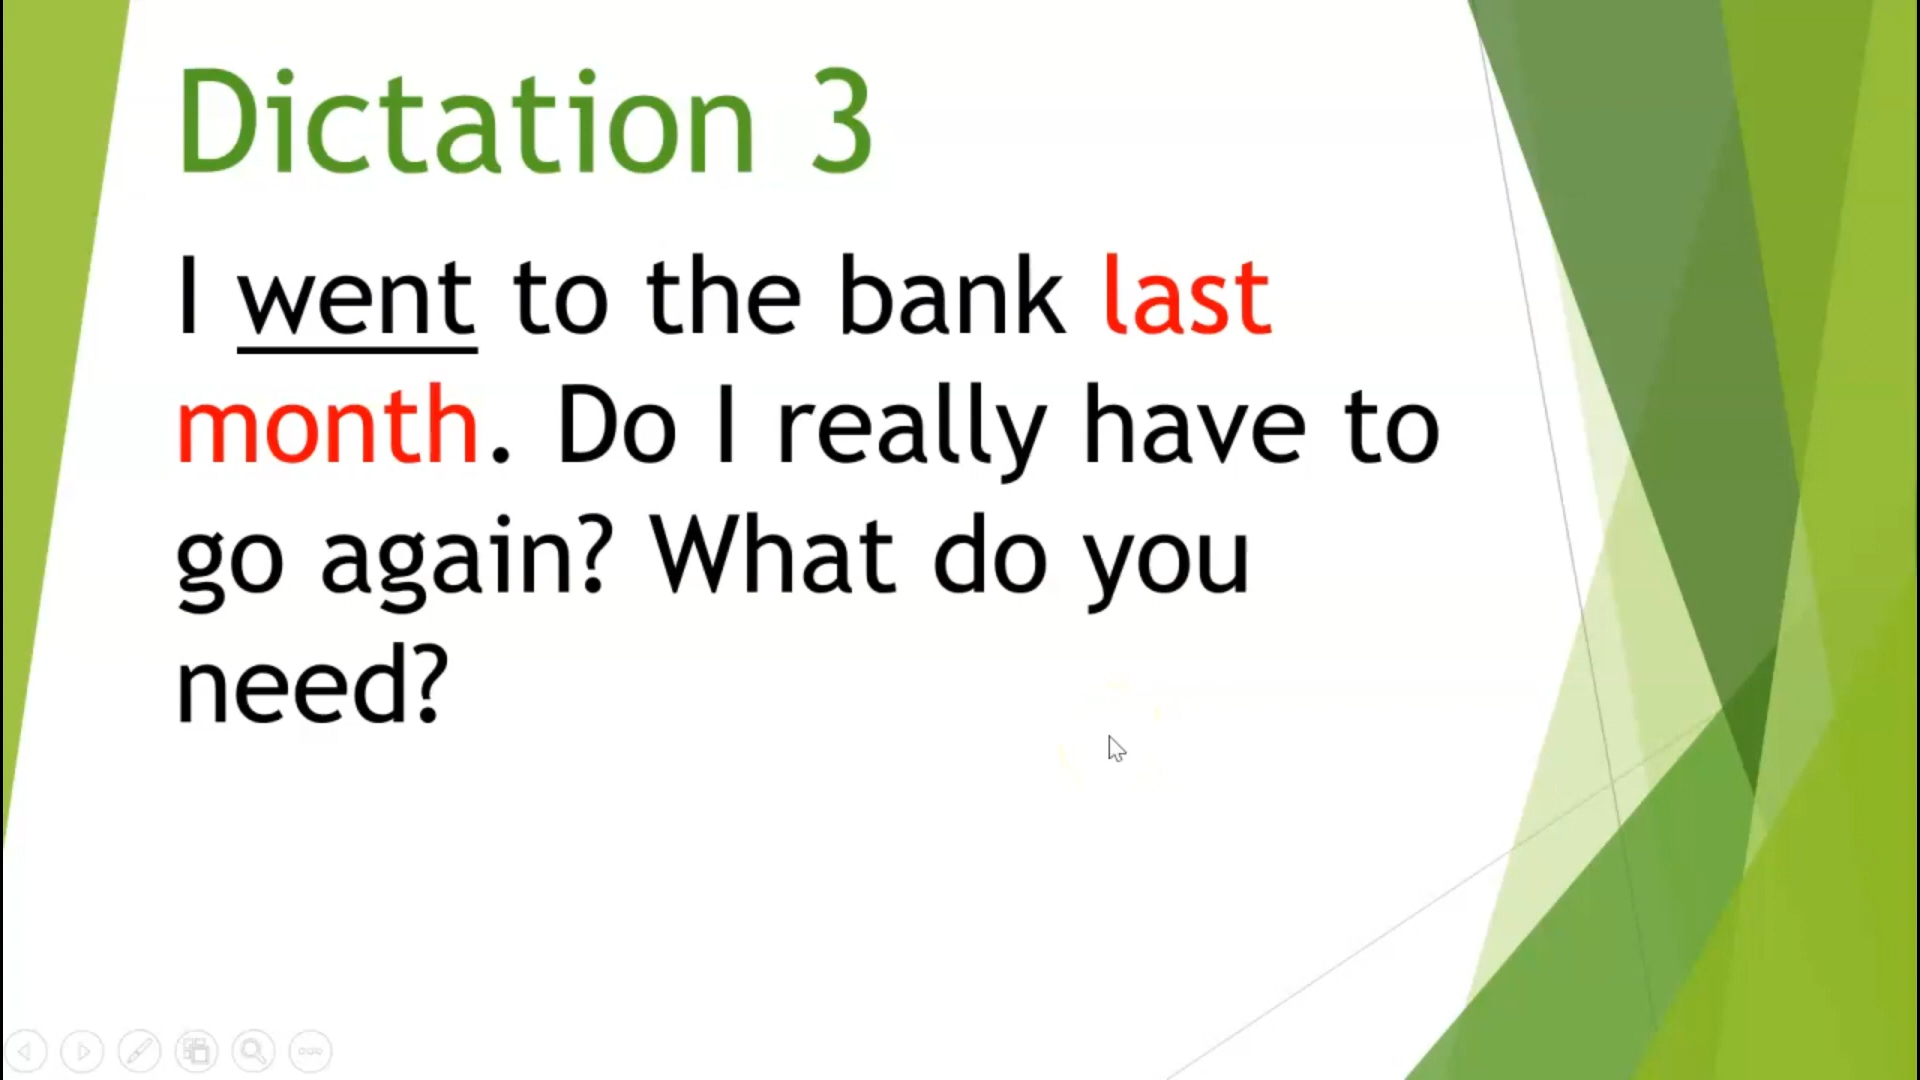 Dictation 3
I went to the bank last
month. Do I really have to
go again? What do you
need?